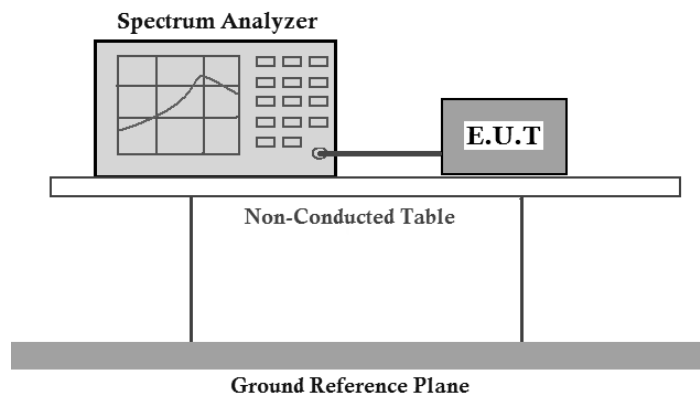 Spectrum Analyzer
E.U.T
Non-Conducted Table
Ground Reference Plane